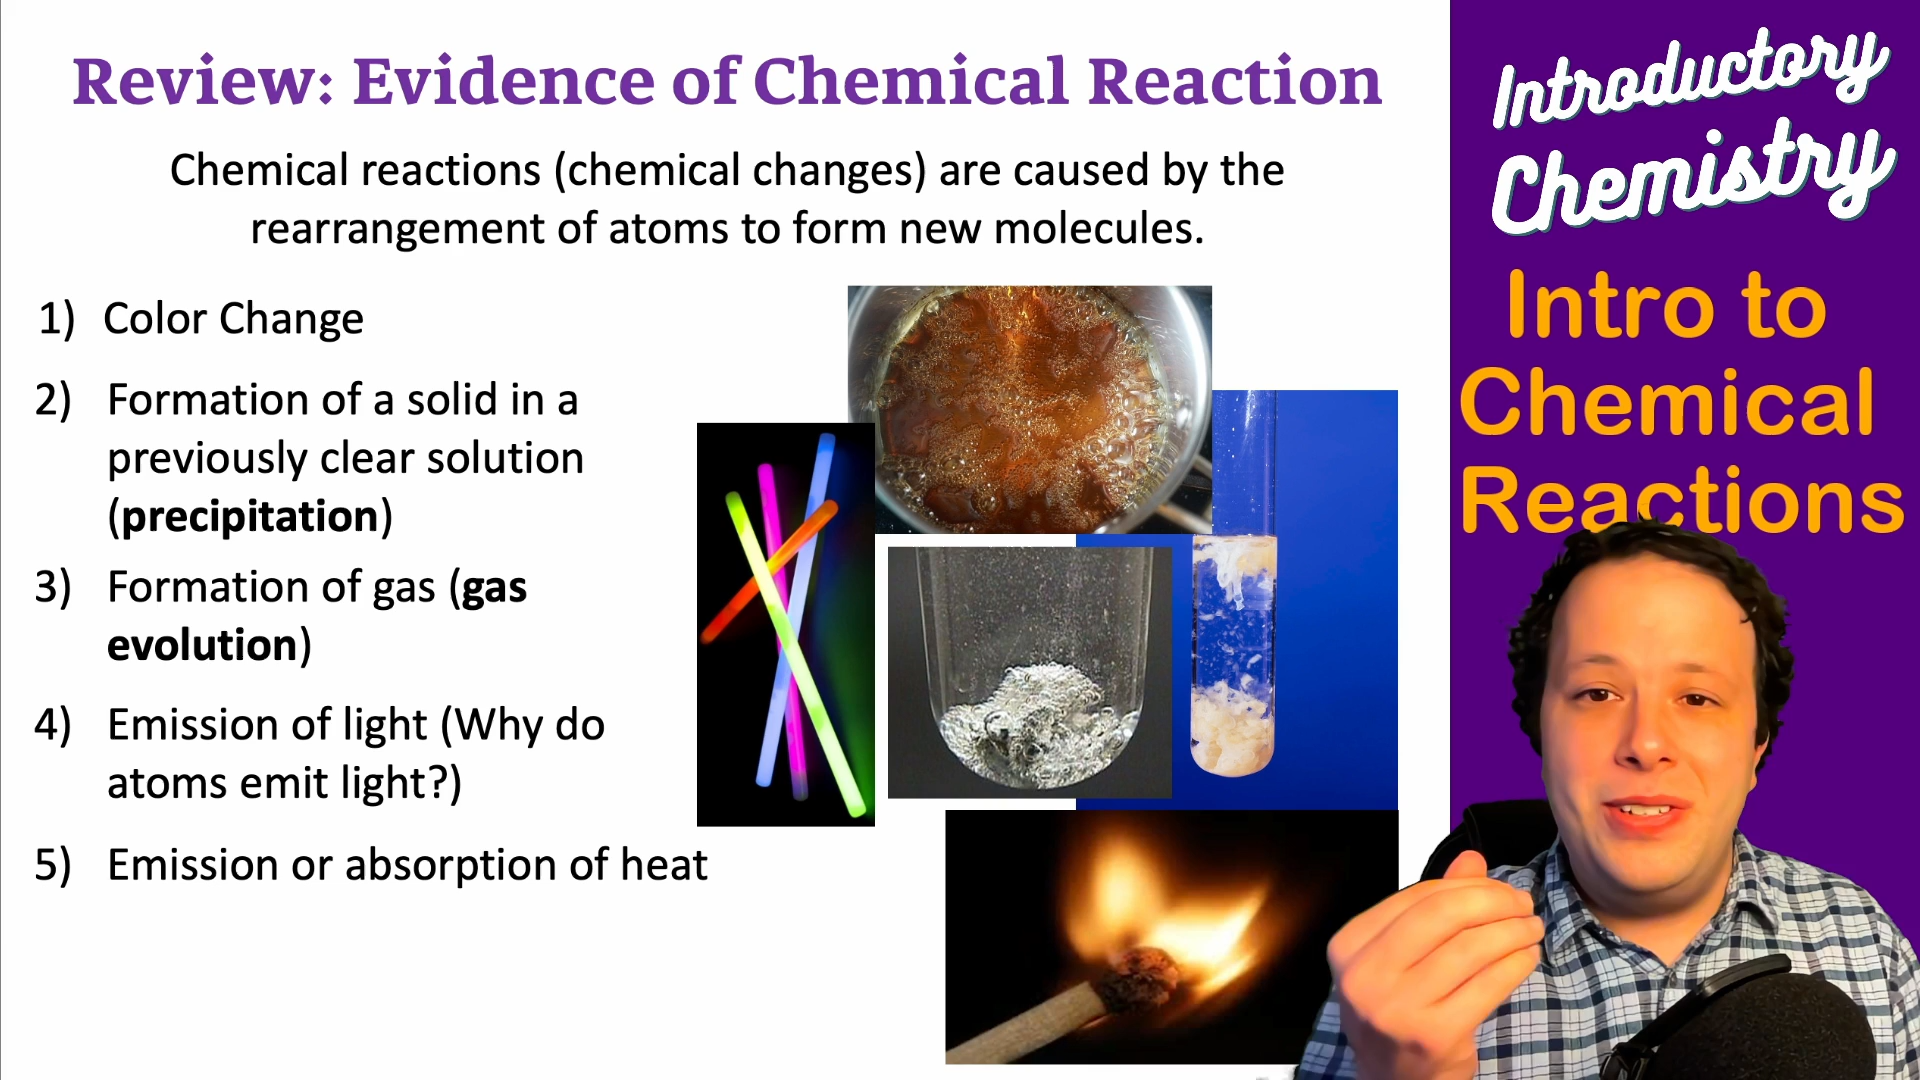 Review: Evidence of Chemical Reaction
Chemical reactions (chemical changes) are caused by the
rearrangement of atoms to form new molecules.
1) Color Change
2) Formation of a solid in a
previously clear solution
(precipitation)
3) Formation of gas (gas
evolution)
4) Emission of light (Why do
atoms emit light?)
5) Emission or absorption of heat
Introductory
Chemistry
Intro to
Chemical
Reactions